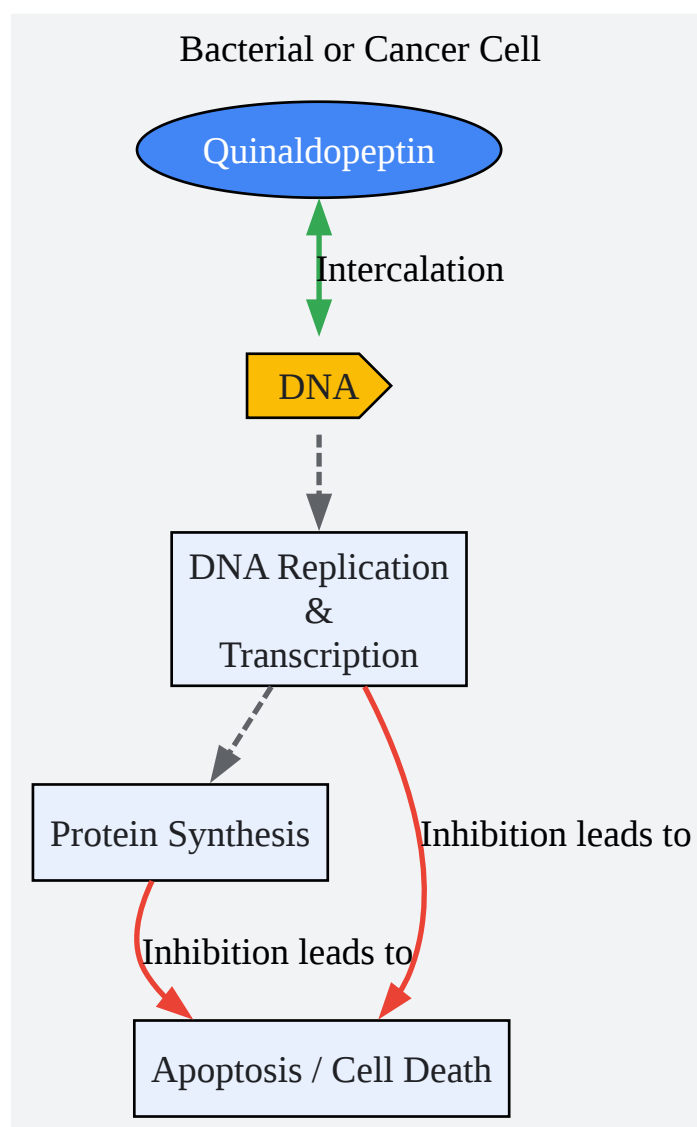 Bacterial or Cancer Cell
Quinaldopeptin
Intercalation
DNA
DNA Replication
&
Transcription
Protein Synthesis
Inhibition leads to
Inhibition leads to
Apoptosis / Cell Death